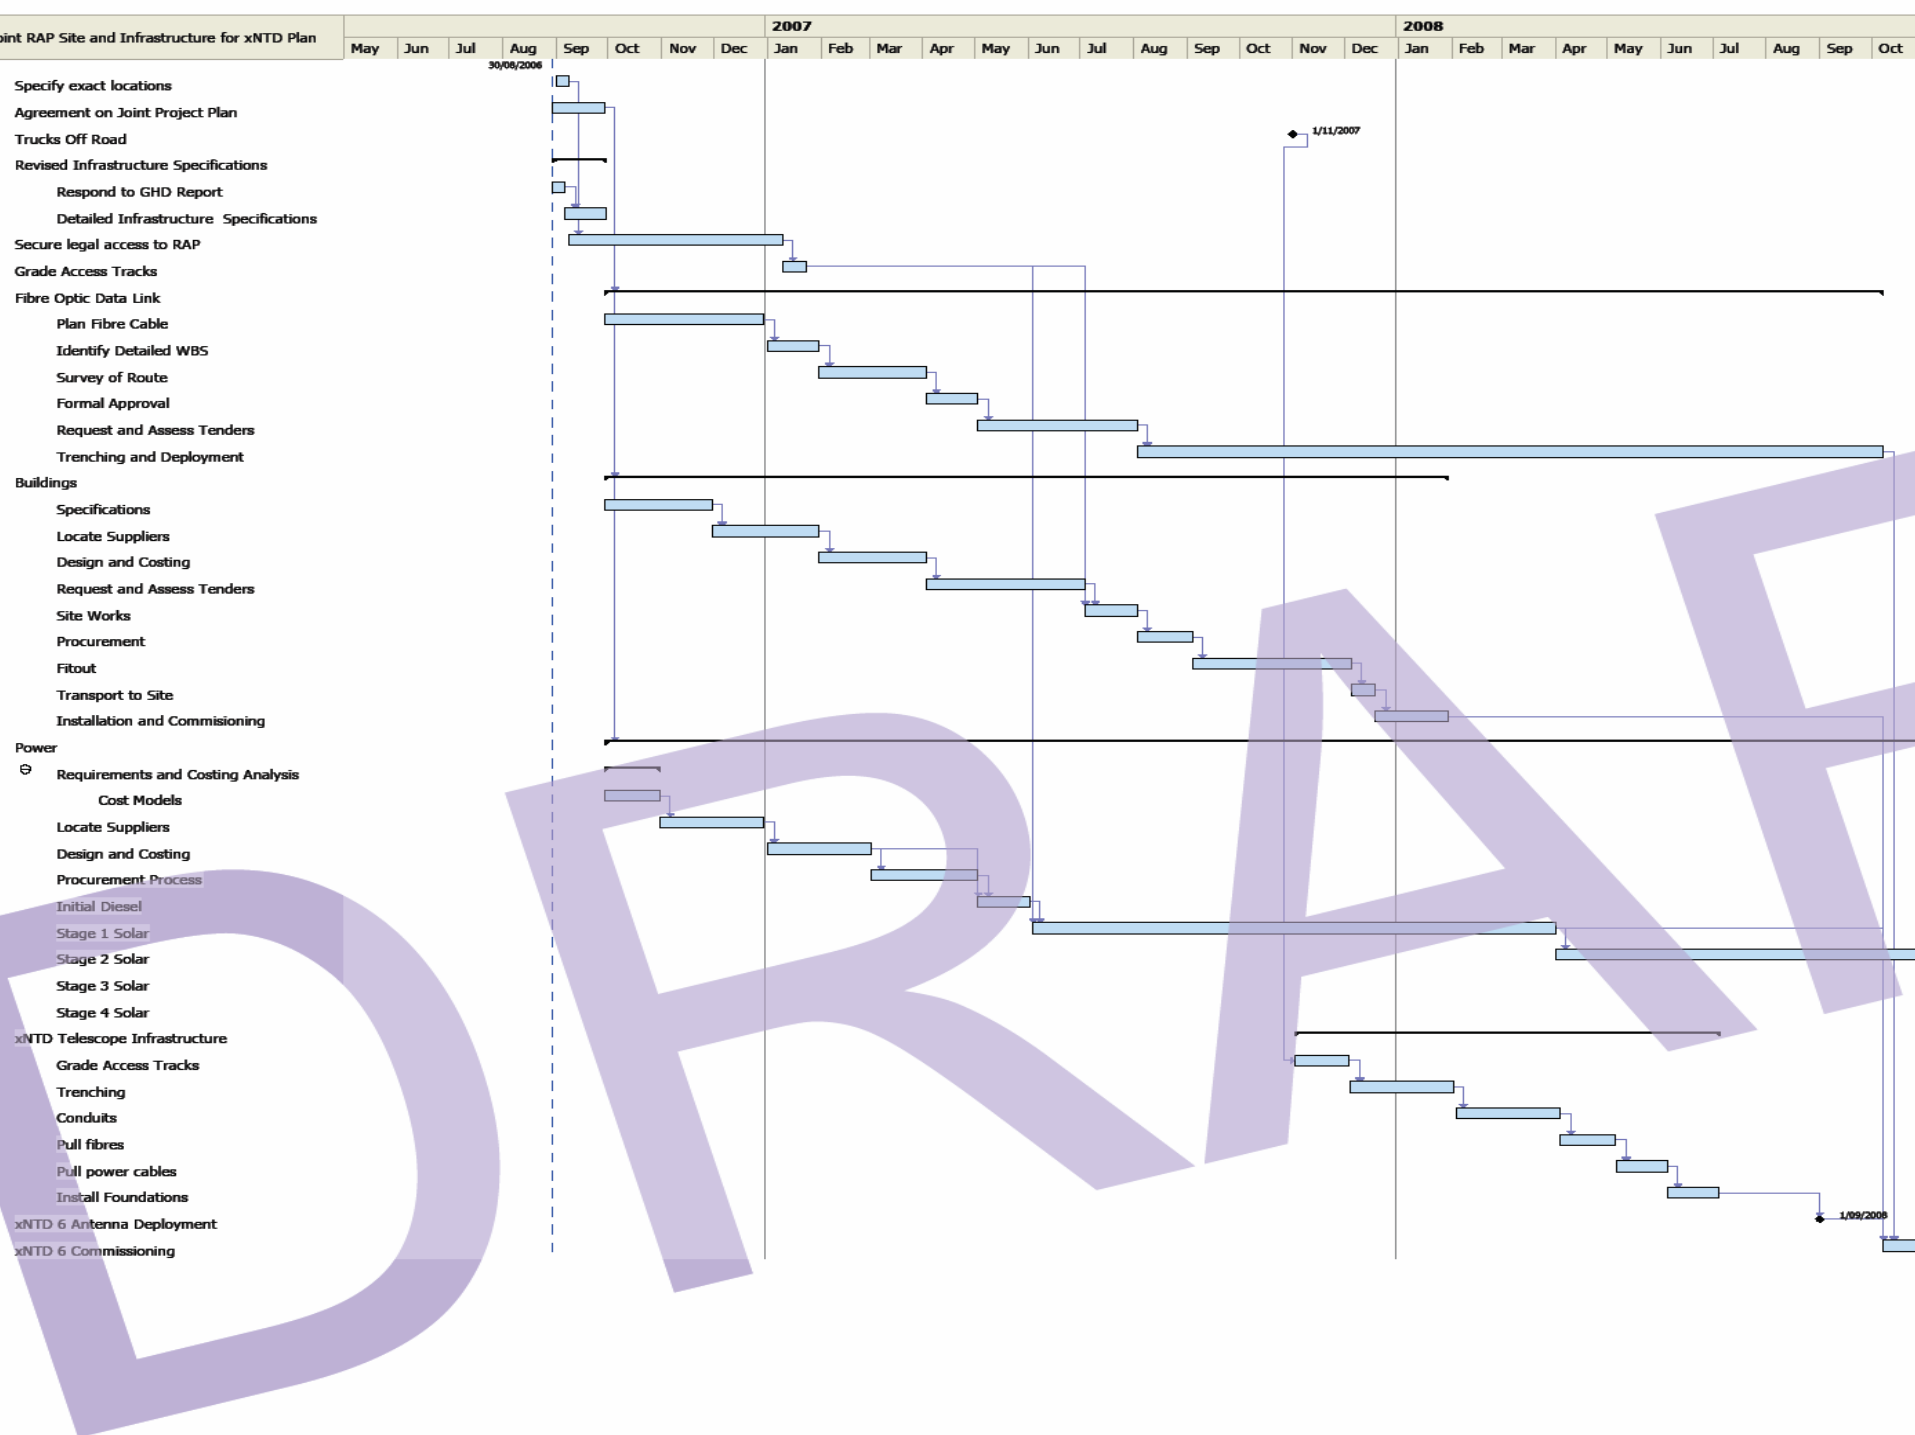 2007 2008
oint RAP Site and Infrastructure for xNTD Plan
May Jun Jul Aug Sep Oct Nov Dec Jan Feb Mar Apr May Jun Jul Aug Sep Oct Nov Dec Jan Feb Mar Apr May Jun Jul Aug Sep Oct
30/08/2006
Specify exact locations
Agreement on Joint Project Plan
Trucks Off Road 1/11/2007
Revised Infrastructure Specifications
Respond to GHD Report
Detailed Infrastructure Specifications
Secure legal access to RAP
Grade Access Tracks
Fibre Optic Data Link
Plan Fibre Cable
Identify Detailed WBS
Survey of Route
Formal Approval
Request and Assess Tenders
Trenching and Deployment
Buildings
Specifications
Locate Suppliers
Design and Costing
Request and Assess Tenders
Site Works
Procurement
Fitout
Transport to Site
Installation and Commisioning
Power
Requirements and Costing Analysis
Cost Models
Locate Suppliers
Design and Costing
Procurement Process
Initial Diesel
Stage 1 Solar
Stage 2 Solar
Stage 3 Solar
Stage 4 Solar
xNTD Telescope Infrastructure
Grade Access Tracks
Trenching
Conduits
Pull fibres
Pull power cables
Install Foundations
xNTD 6 Antenna Deployment 1/09/2008
xNTD 6 Commissioning
DRAF